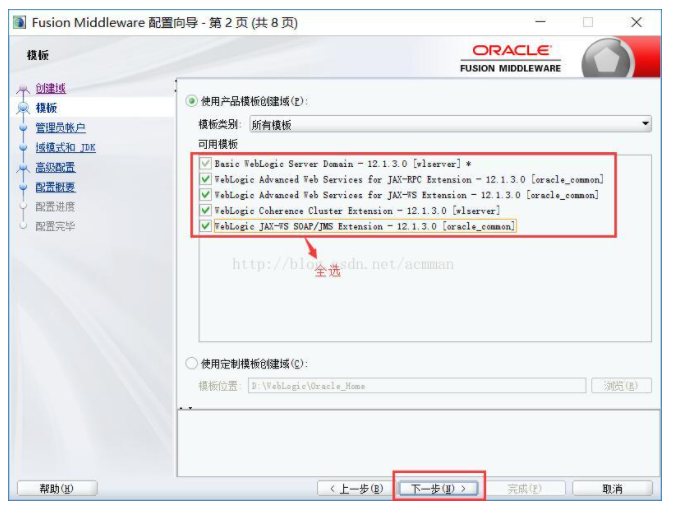 Fusion Middleware 配置向导 - 第 2 页 (共 8 页)
模板
ORACLE
FUSION MIDDLEWARE
创建域
模板
管理员帐户
域模式和 JDK
高级配置
配置概要
配置进度
配置完毕
使用产品模板创建域(P):
模板类别: 所有模板
可用模板
Basic WebLogic Server Domain - 12.1.3.0 [wlserver] *
WebLogic Advanced Web Services for JAX-RPC Extension - 12.1.3.0 [oracle_common]
WebLogic Advanced Web Services for JAX-WS Extension - 12.1.3.0 [oracle_common]
WebLogic Coherence Cluster Extension - 12.1.3.0 [wlserver]
WebLogic JAX-WS SOAP/JMS Extension - 12.1.3.0 [oracle_common]
http://blog.csdn.net/acmman
全选
使用定制模板创建域(C):
模板位置: D:\WebLogic\Oracle_Home 浏览(R)
帮助(H) < 上一步(B) 下一步(N) > 完成(F) 取消